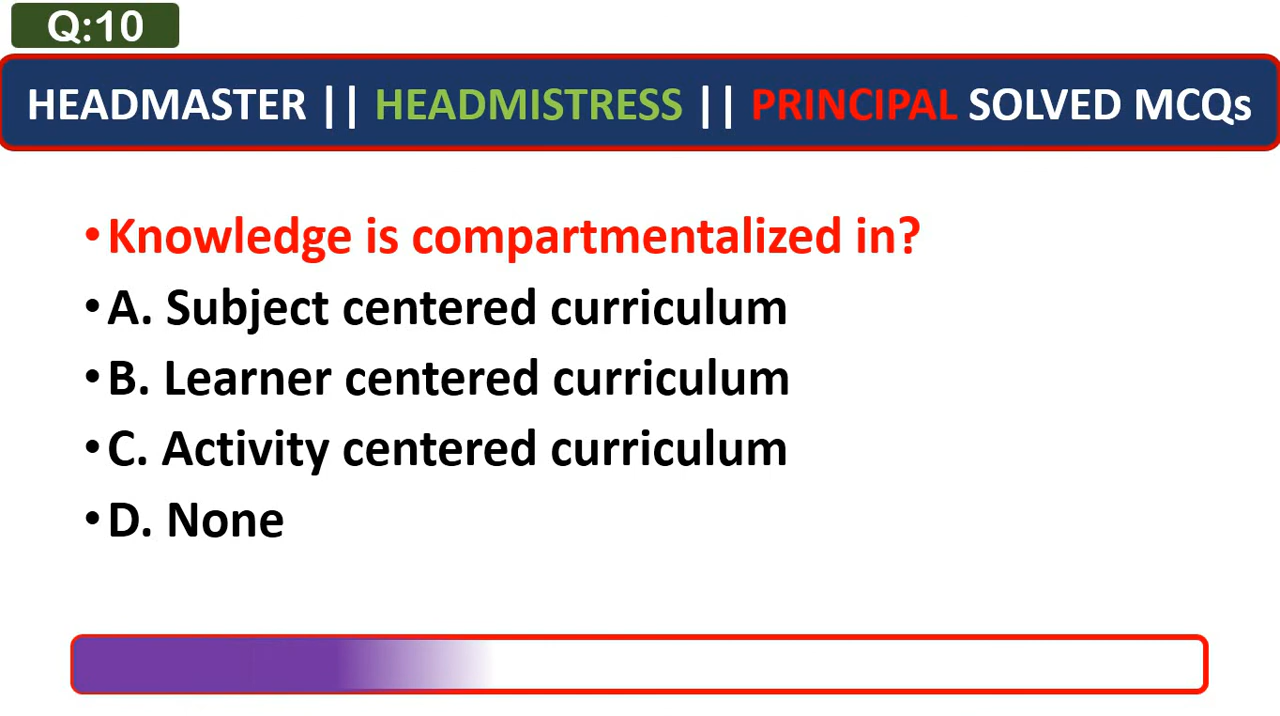 Q:10
HEADMASTER || HEADMISTRESS || PRINCIPAL SOLVED MCQs
•Knowledge is compartmentalized in?
•A. Subject centered curriculum
•B. Learner centered curriculum
•C. Activity centered curriculum
•D. None